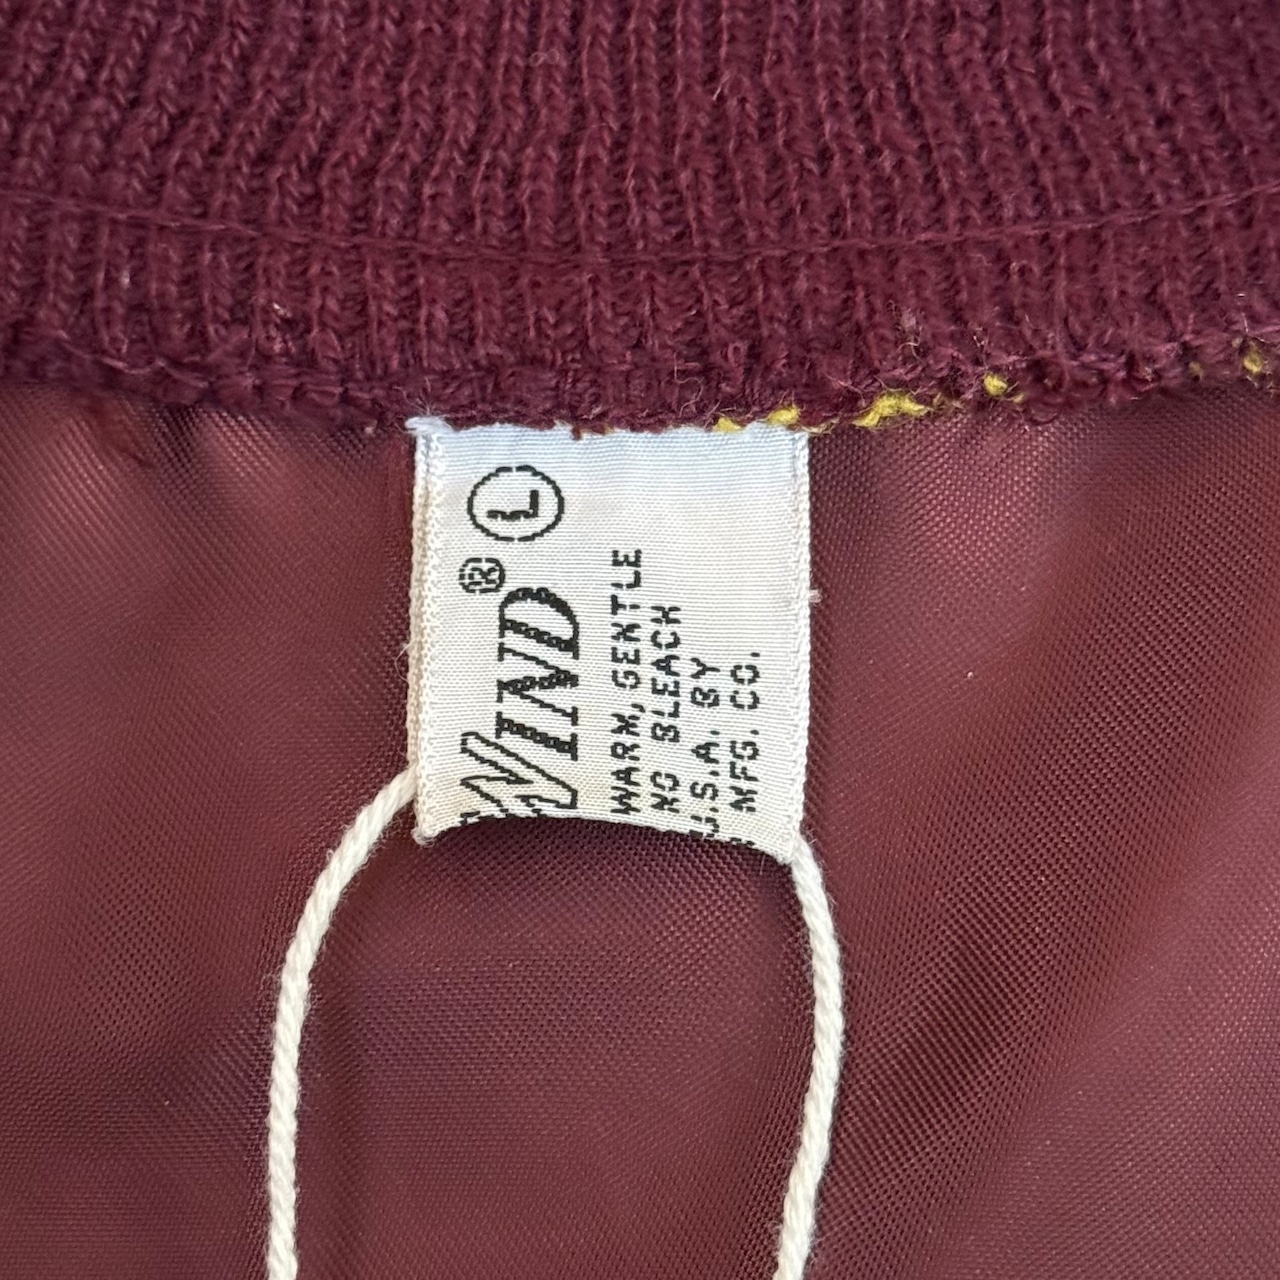 WIND® Ⓛ
WARM, GENTLE
NO BLEACH
U.S.A. BY
MFG. CO.